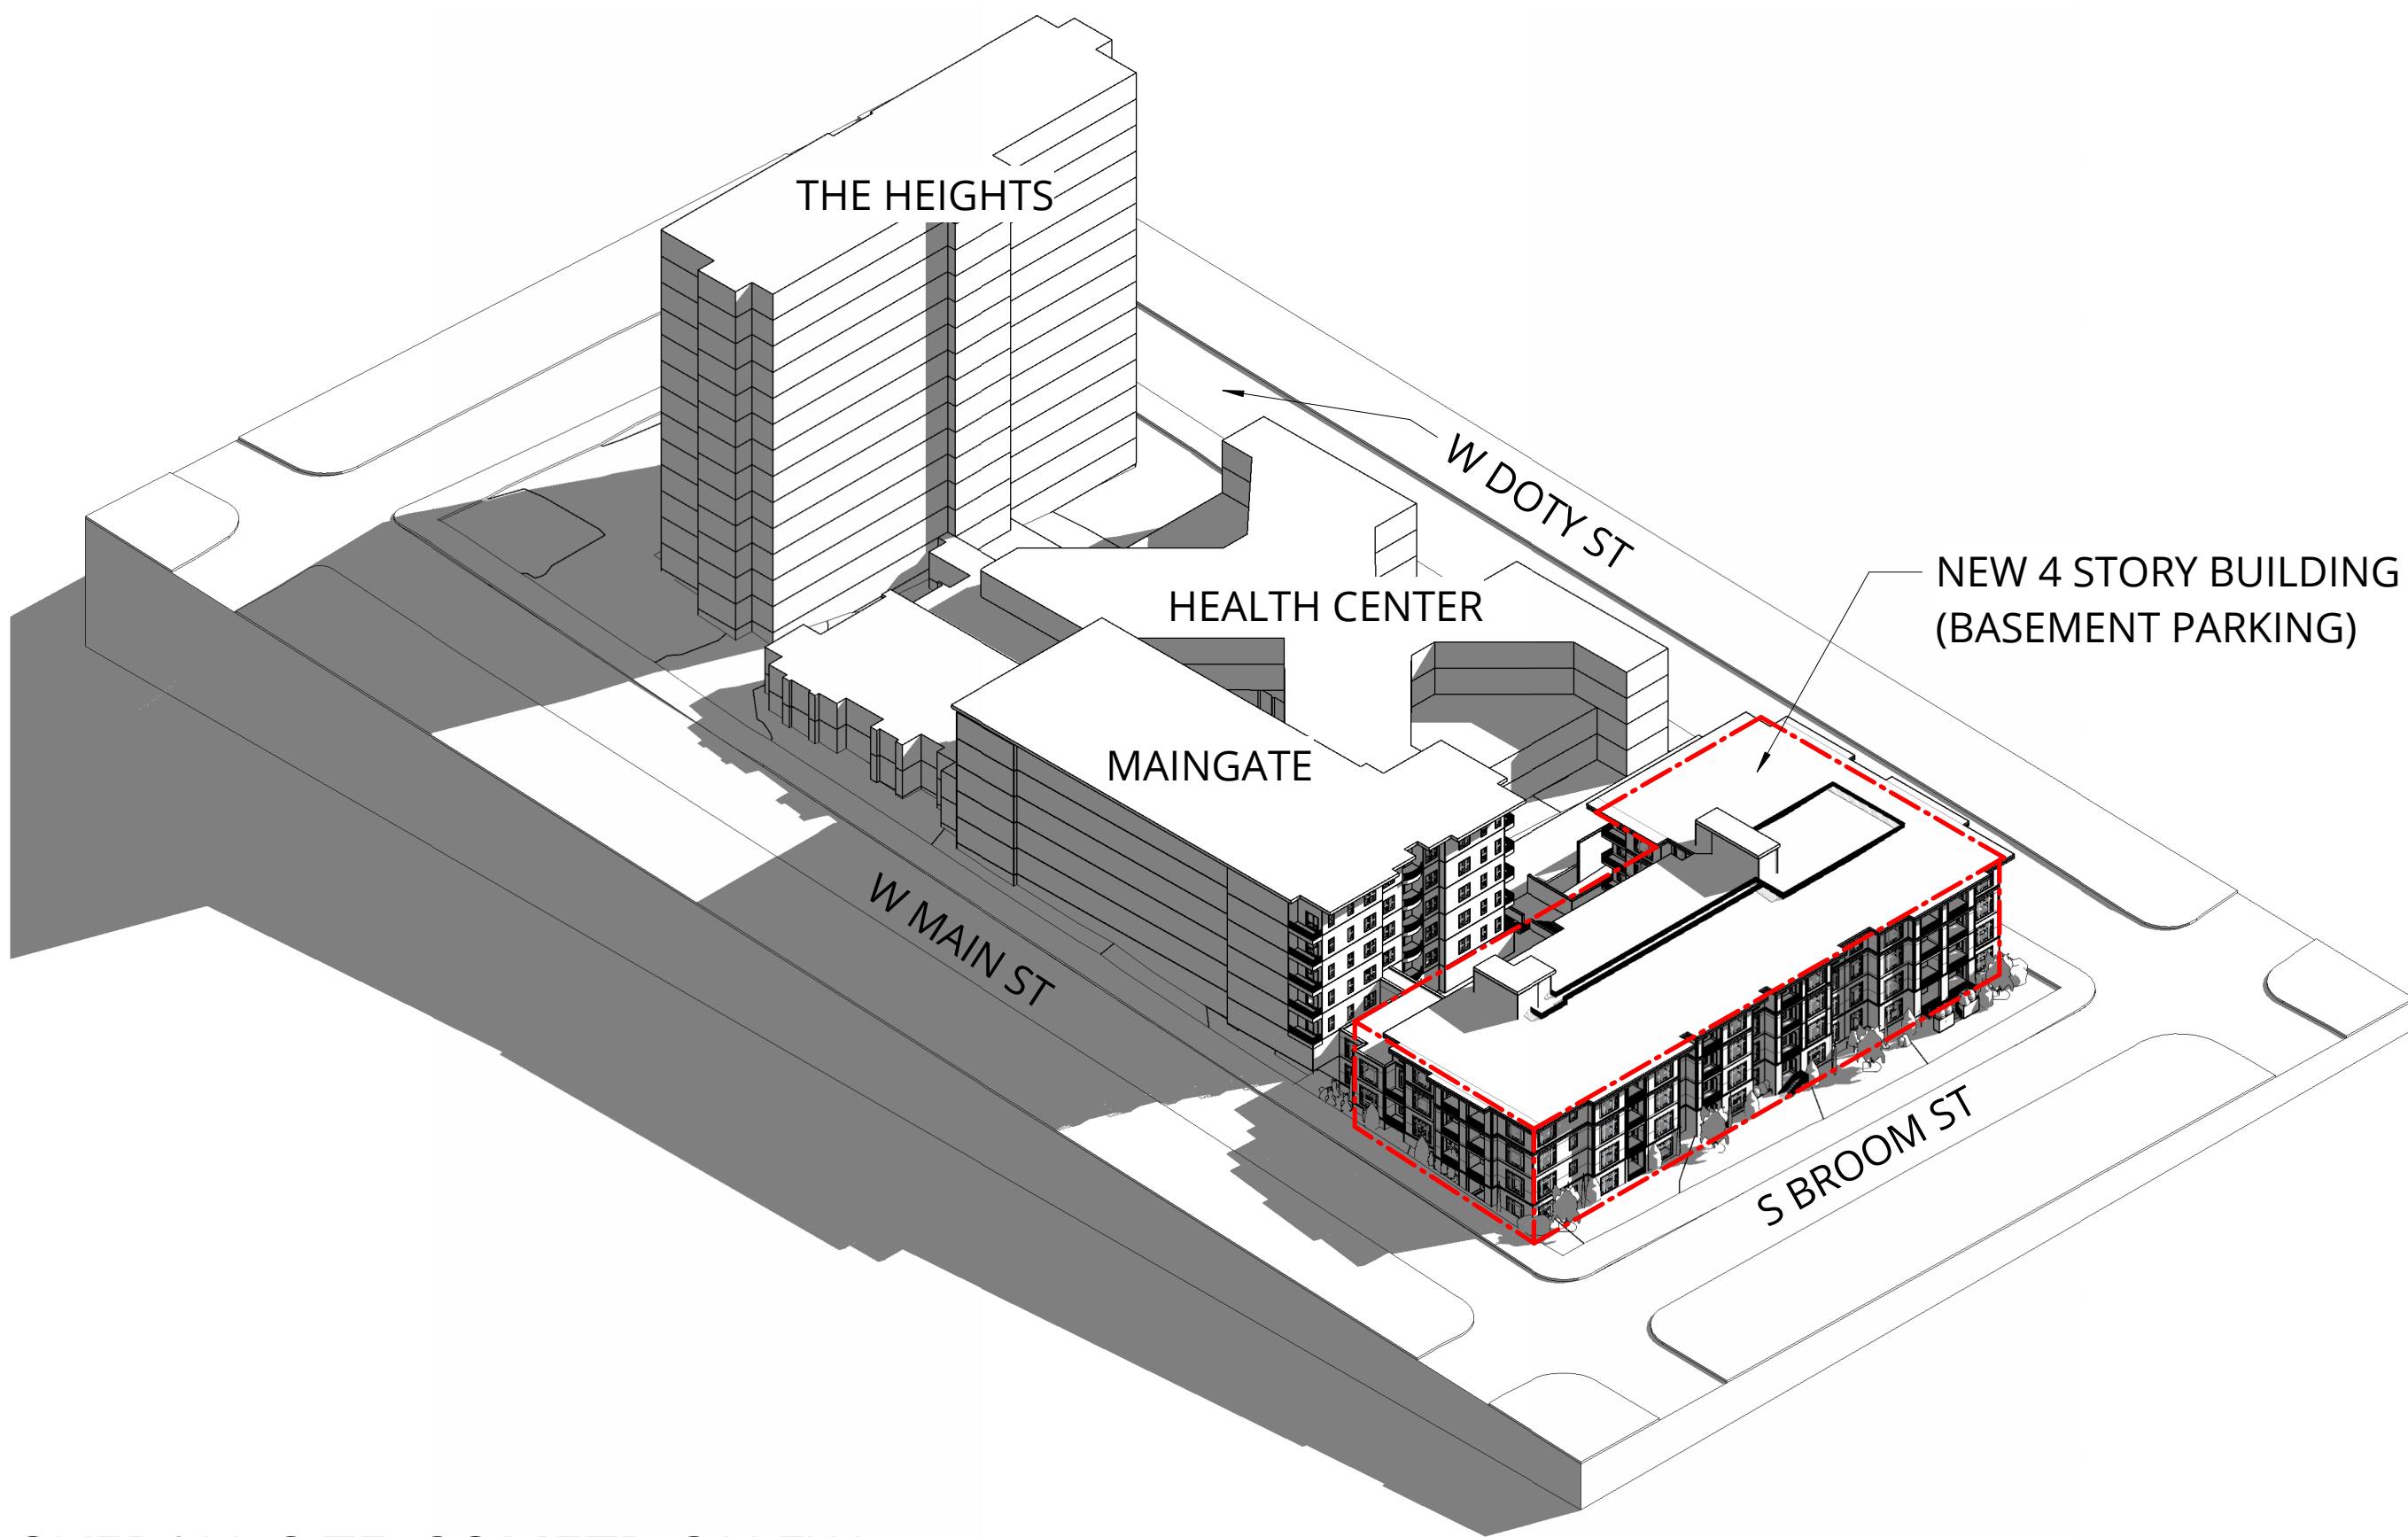 THE HEIGHTS
W DOTY ST
NEW 4 STORY BUILDING
(BASEMENT PARKING)
HEALTH CENTER
MAINGATE
W MAIN ST
S BROOM ST